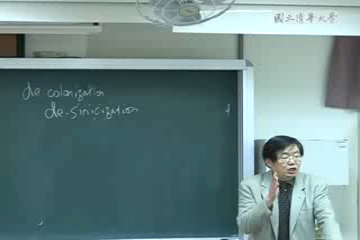 國立清華大學
de-colonization
de-sinicization